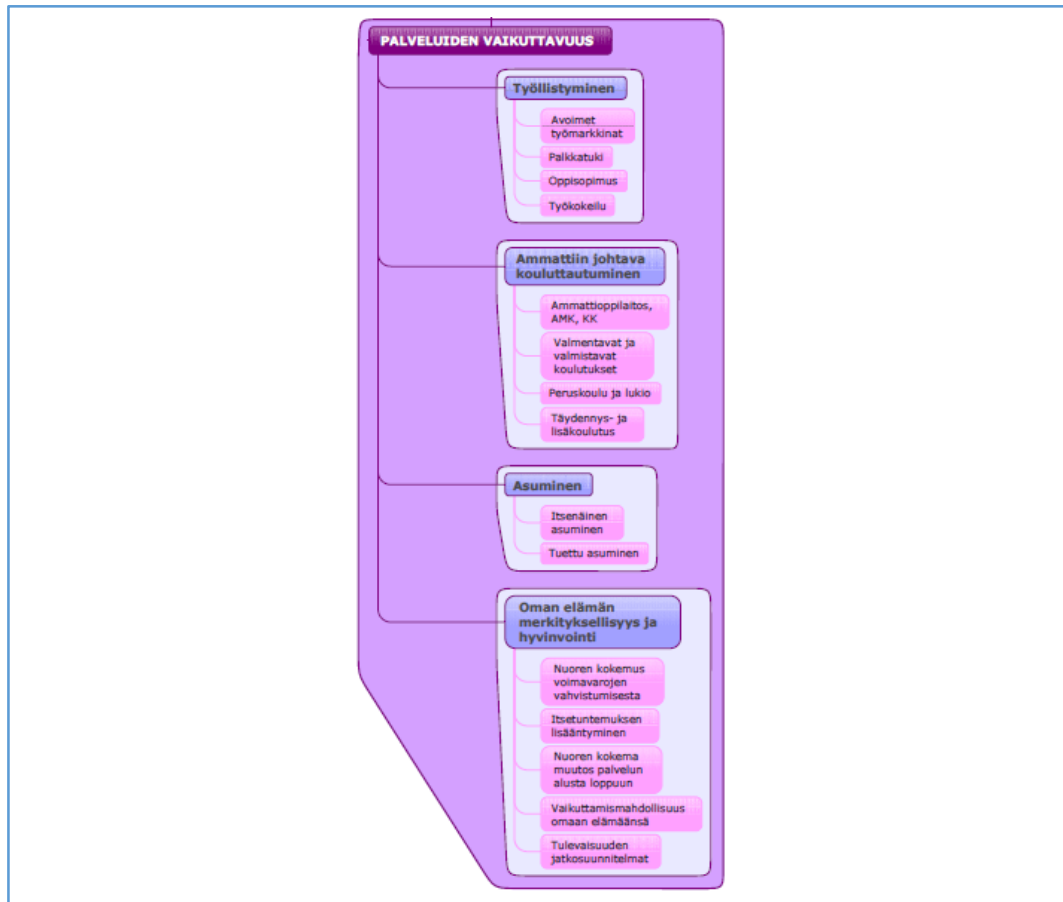 PALVELUIDEN VAIKUTTAVUUS
Työllistyminen
Avoimet
työmarkkinat
Palkkatuki
Oppisopimus
Työkokeilu
Ammattiin johtava
kouluttautuminen
Ammattioppilaitos,
AMK, KK
Valmentavat ja
valmistavat
koulutukset
Peruskoulu ja lukio
Täydennys- ja
lisäkoulutus
Asuminen
Itsenäinen
asuminen
Tuettu asuminen
Oman elämän
merkityksellisyys ja
hyvinvointi
Nuoren kokemus
voimavarojen
vahvistumisesta
Itsetuntemuksen
lisääntyminen
Nuoren kokema
muutos palvelun
alusta loppuun
Vaikuttamismahdollisuus
omaan elämäänsä
Tulevaisuuden
jatkosuunnitelmat